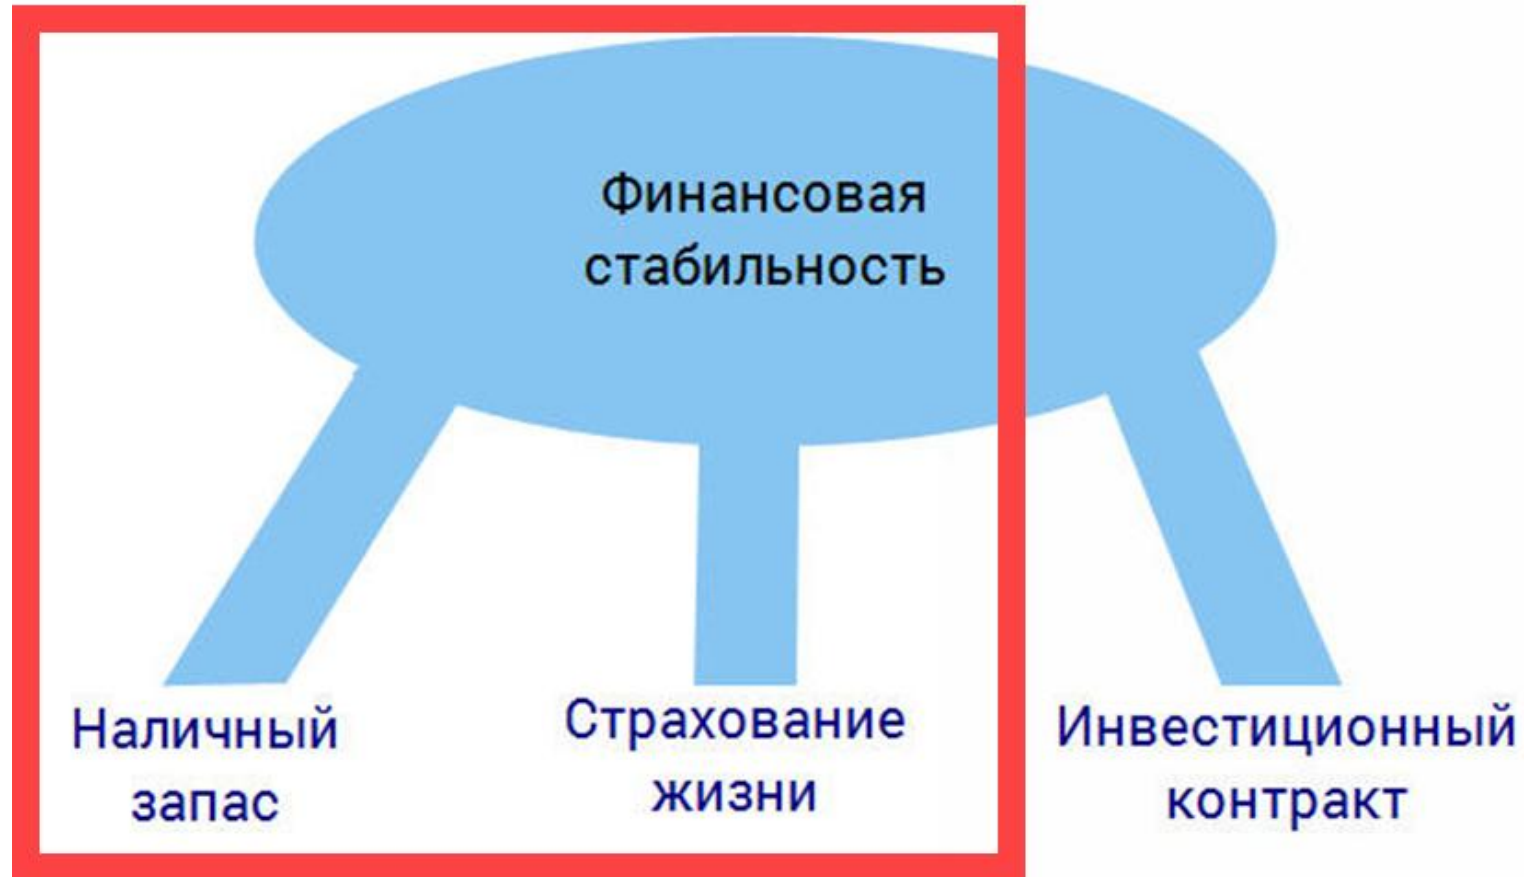 Финансовая
стабильность
Наличный
запас
Страхование
жизни
Инвестиционный
контракт